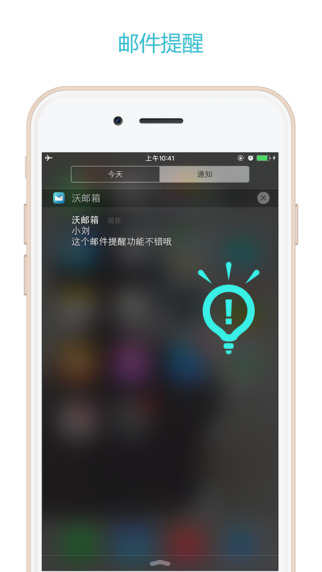 邮件提醒
上午10:41
今天
通知
沃邮箱
沃邮箱 现在
小刘
这个邮件提醒功能不错哦
!